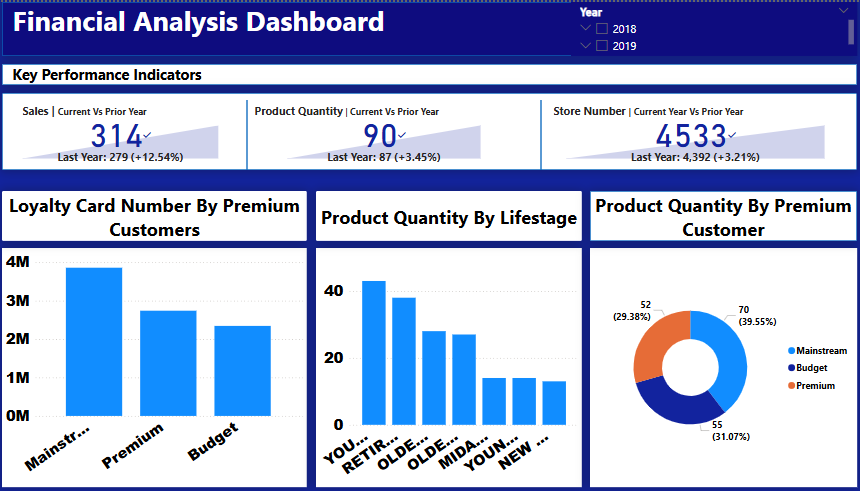 Financial Analysis Dashboard
Year
2018
2019
Key Performance Indicators
Sales | Current Vs Prior Year
314
Last Year: 279 (+12.54%)
Product Quantity | Current Vs Prior Year
90
Last Year: 87 (+3.45%)
Store Number | Current Year Vs Prior Year
4533
Last Year: 4,392 (+3.21%)
Loyalty Card Number By Premium
Customers
4M
3M
2M
1M
0M
Mainstr...
Premium
Budget
Product Quantity By Lifestage
40
20
0
YOU...
RETIR...
OLDE...
OLDE...
MIDA...
YOUN...
NEW ...
Product Quantity By Premium
Customer
52
(29.38%)
70
(39.55%)
55
(31.07%)
Mainstream
Budget
Premium